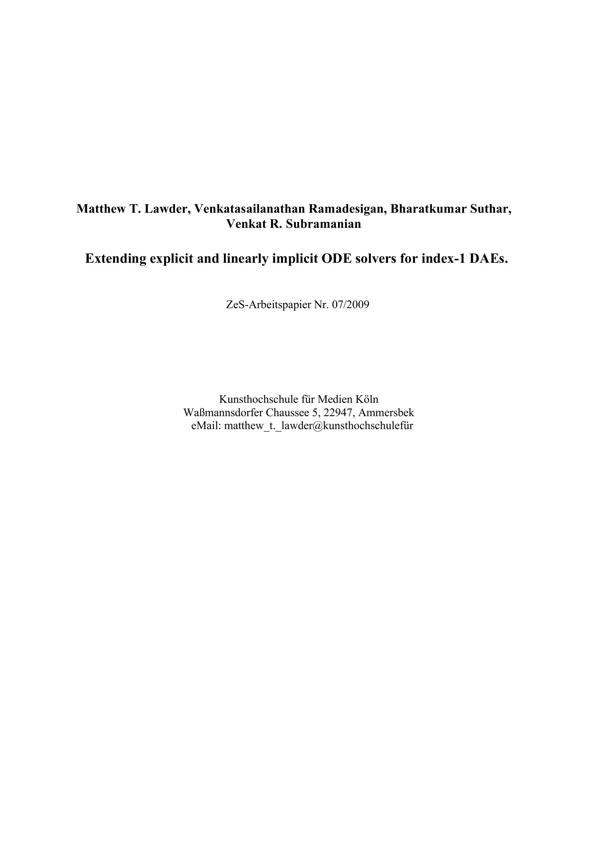 Matthew T. Lawder, Venkatasailanathan Ramadesigan, Bharatkumar Suthar,
Venkat R. Subramanian
Extending explicit and linearly implicit ODE solvers for index-1 DAEs.
ZeS-Arbeitspapier Nr. 07/2009
Kunsthochschule für Medien Köln
Waßmannsdorfer Chaussee 5, 22947, Ammersbek
eMail: matthew_t._lawder@kunsthochschulefür